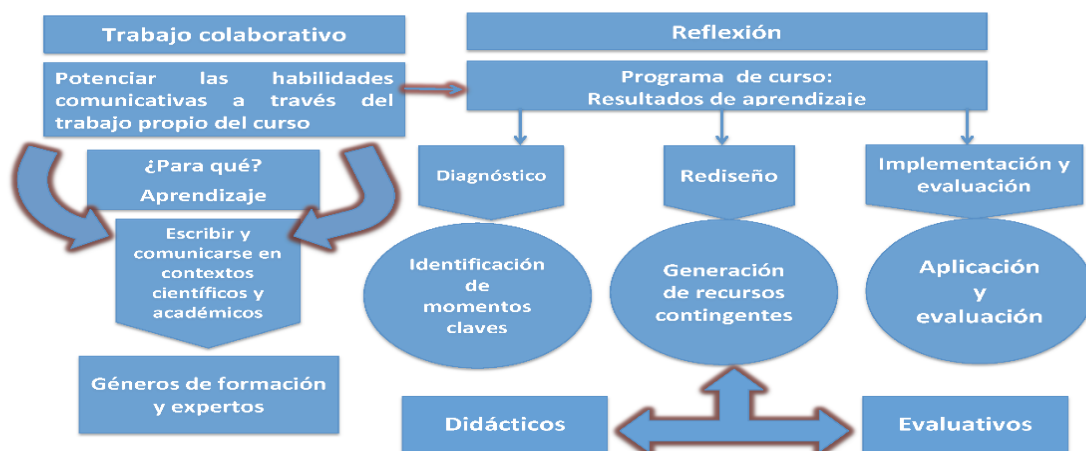 Trabajo colaborativo
Potenciar las habilidades
comunicativas a través del
trabajo propio del curso
¿Para qué?
Aprendizaje
Escribir y
comunicarse en
contextos
científicos y
académicos
Géneros de formación
y expertos
Reflexión
Programa de curso:
Resultados de aprendizaje
Diagnóstico
Identificación
de
momentos
claves
Rediseño
Generación
de recursos
contingentes
Implementación y
evaluación
Aplicación
y
evaluación
Didácticos
Evaluativos